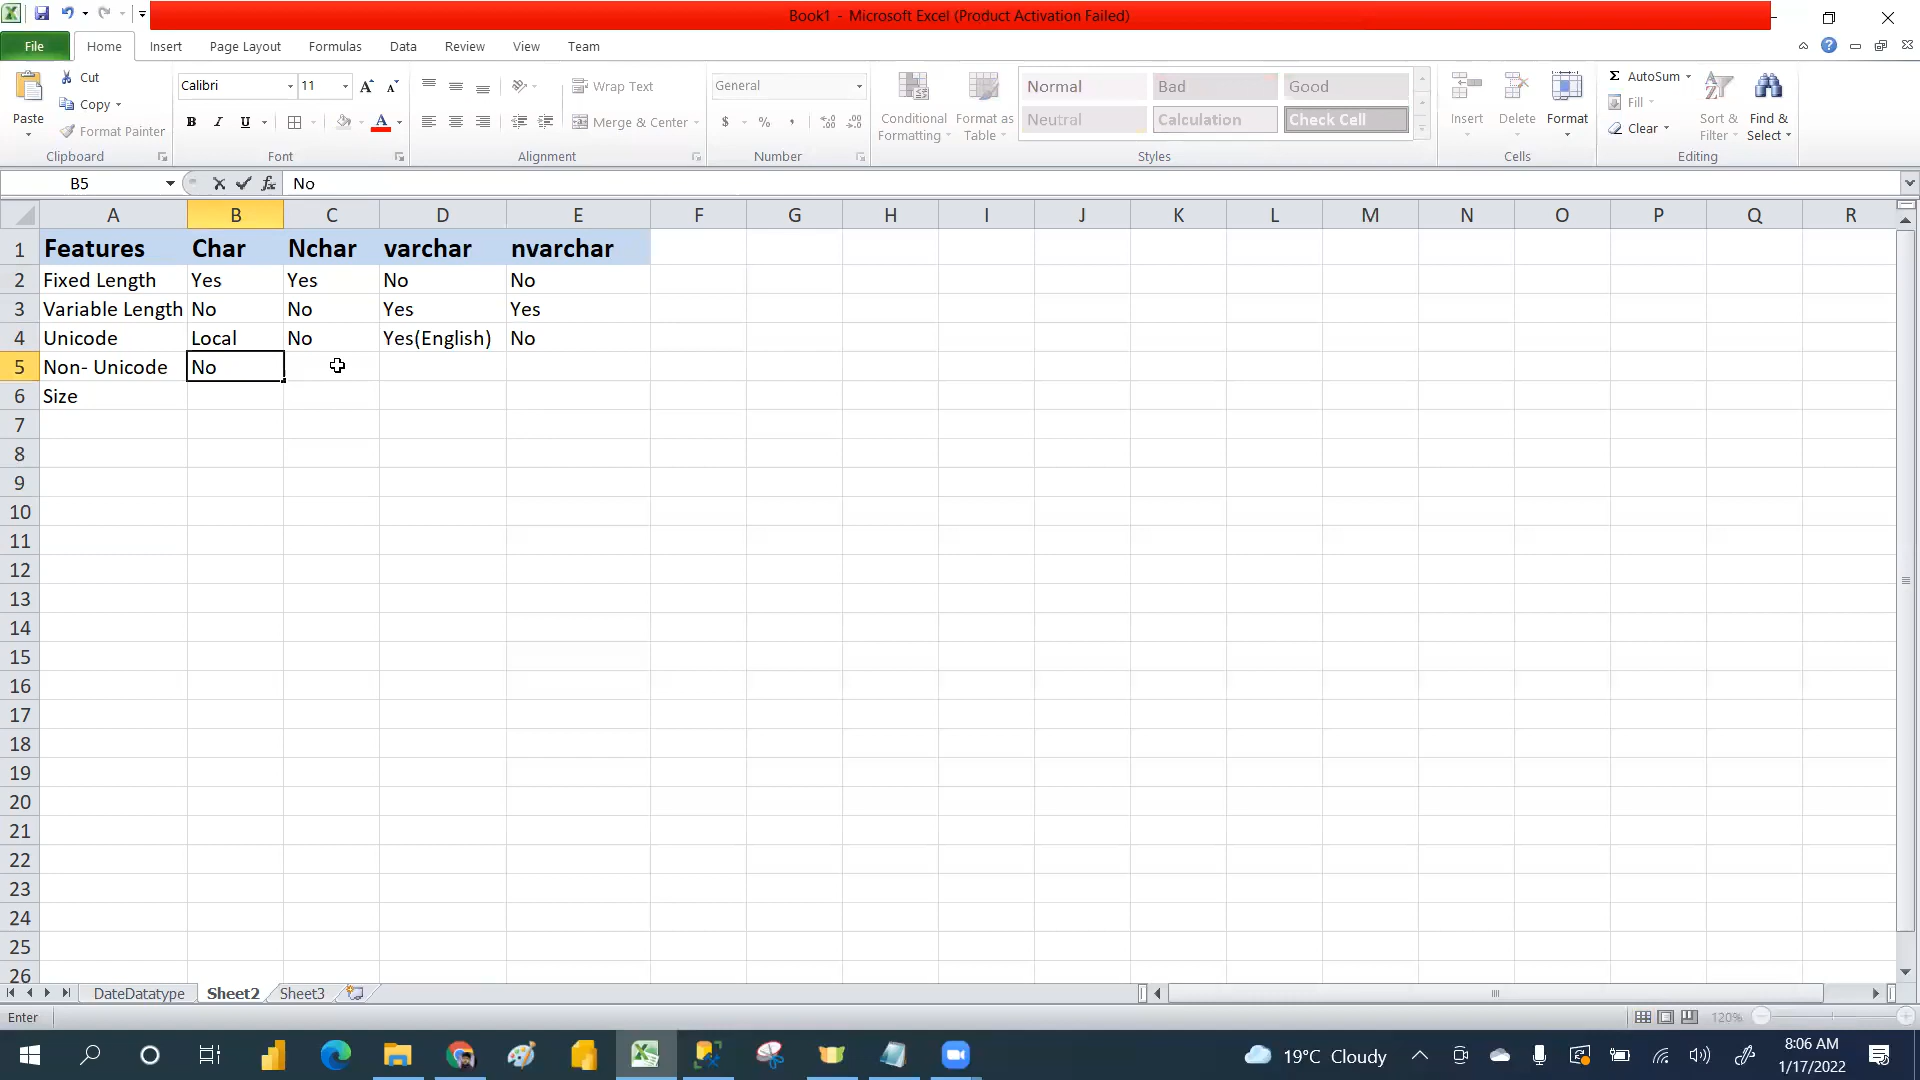 Book1 - Microsoft Excel (Product Activation Failed)
File Home Insert Page Layout Formulas Data Review View Team
Cut
Copy
Format Painter
Paste
Clipboard
Calibri 11
B I U A
Font
Wrap Text
Merge & Center
Alignment
General
$ % ,
Number
Conditional Formatting
Format as Table
Normal Bad Good
Neutral Calculation Check Cell
Styles
Insert Delete Format
Cells
Σ AutoSum
Fill
Clear
Sort & Filter
Find & Select
Editing
B5 fx No
A B C D E F G H I J K L M N O P Q R
1 Features Char Nchar varchar nvarchar
2 Fixed Length Yes Yes No No
3 Variable Length No No Yes Yes
4 Unicode Local No Yes(English) No
5 Non- Unicode No
6 Size
7
8
9
10
11
12
13
14
15
16
17
18
19
20
21
22
23
24
25
26
DateDatatype Sheet2 Sheet3
Enter 120%
19°C Cloudy
8:06 AM
1/17/2022